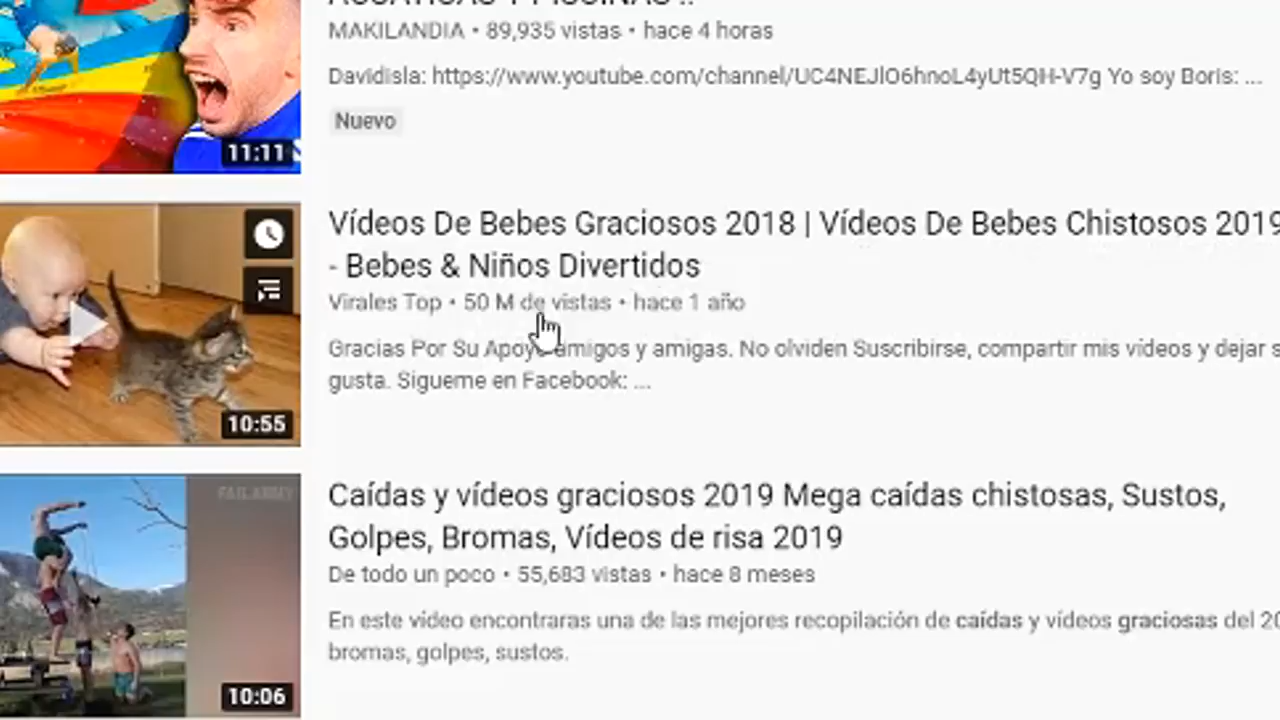 MAKILANDIA • 89,935 vistas • hace 4 horas
Davidisla: https://www.youtube.com/channel/UC4NEJlO6hnoL4yUt5QH-V7g Yo soy Boris: ...
Nuevo
11:11
Vídeos De Bebes Graciosos 2018 | Vídeos De Bebes Chistosos 2019
- Bebes & Niños Divertidos
Virales Top • 50 M de vistas • hace 1 año
Gracias Por Su Apoyo amigos y amigas. No olviden Suscribirse, compartir mis vídeos y dejar s
gusta. Sigueme en Facebook: ...
10:55
FAILARMY
Caídas y vídeos graciosos 2019 Mega caídas chistosas, Sustos,
Golpes, Bromas, Vídeos de risa 2019
De todo un poco • 55,683 vistas • hace 8 meses
En este video encontraras una de las mejores recopilación de caídas y vídeos graciosas del 20
bromas, golpes, sustos.
10:06